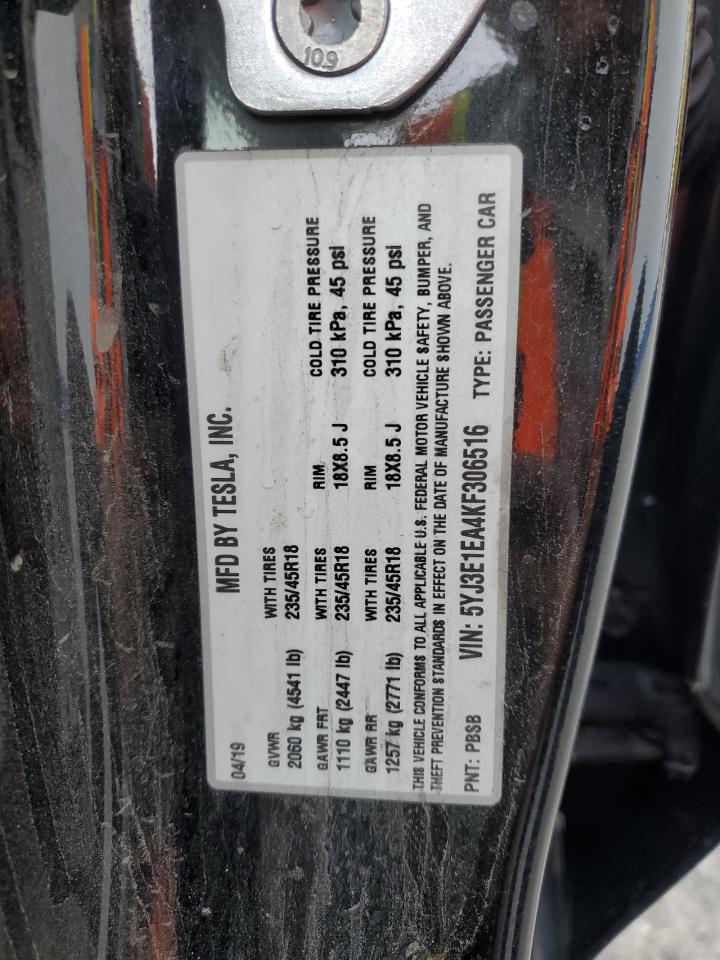 10.9
MFD BY TESLA, INC.
04/19
GVWR WITH TIRES
2060 kg (4541 lb) 235/45R18
GAWR FRT WITH TIRES RIM COLD TIRE PRESSURE
1110 kg (2447 lb) 235/45R18 18X8.5 J 310 kPa, 45 psi
GAWR RR WITH TIRES RIM COLD TIRE PRESSURE
1257 kg (2771 lb) 235/45R18 18X8.5 J 310 kPa, 45 psi
THIS VEHICLE CONFORMS TO ALL APPLICABLE U.S. FEDERAL MOTOR VEHICLE SAFETY, BUMPER, AND
THEFT PREVENTION STANDARDS IN EFFECT ON THE DATE OF MANUFACTURE SHOWN ABOVE.
PNT: PBSB VIN: 5YJ3E1EA4KF306516 TYPE: PASSENGER CAR